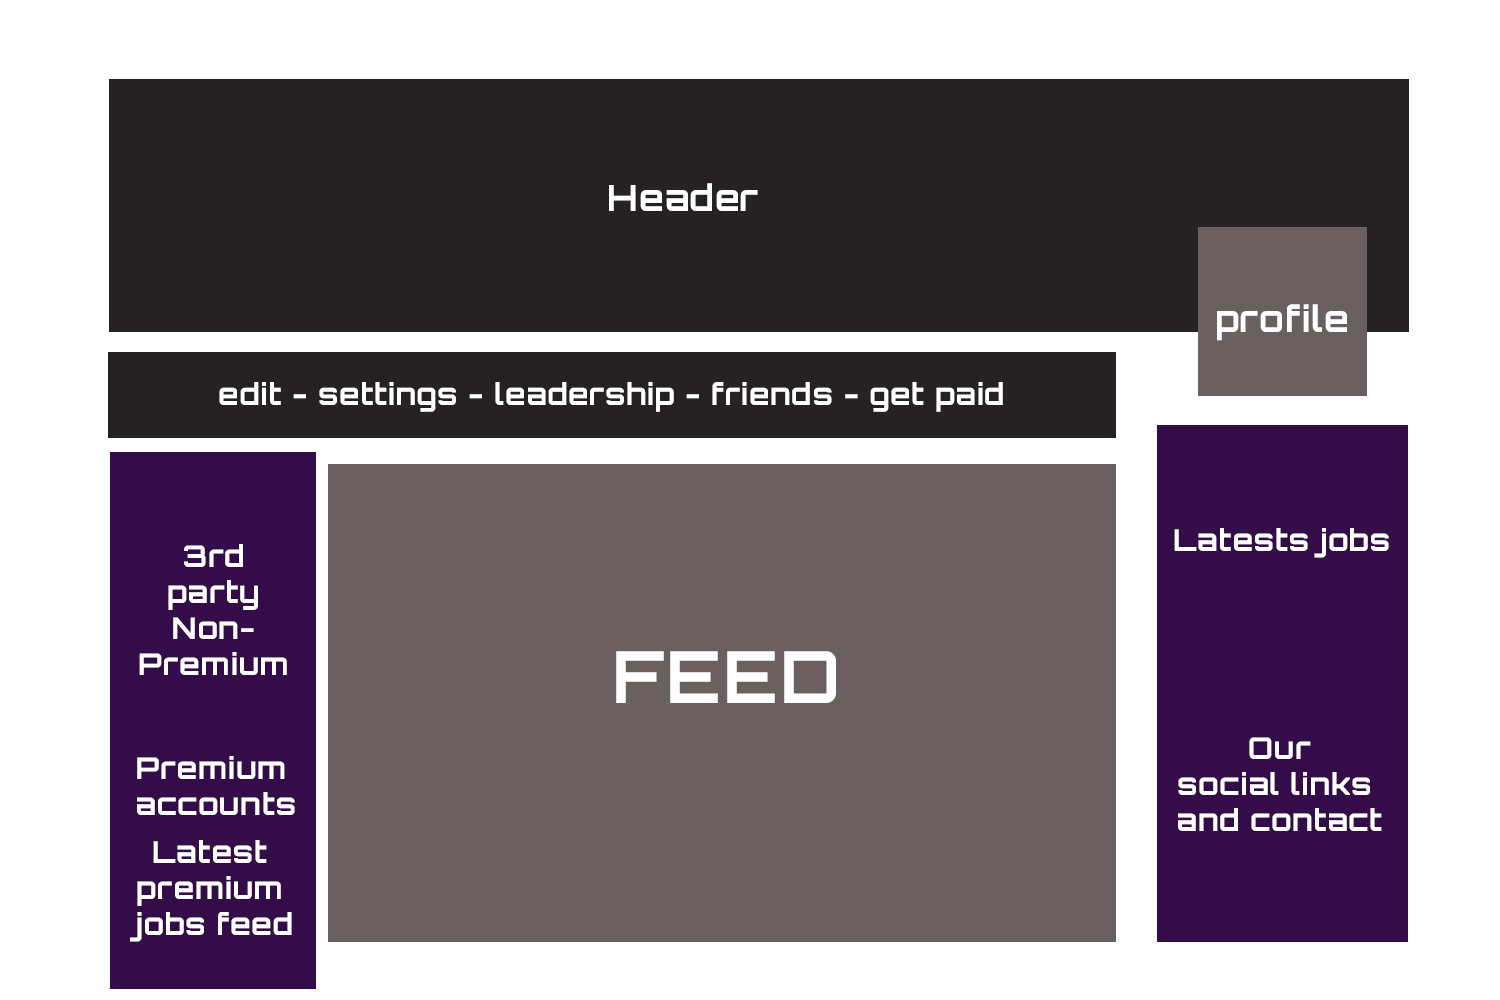 Header
profile
edit - settings - leadership - friends - get paid
3rd
party
Non-
Premium
Premium
accounts
Latest
premium
jobs feed
FEED
Latests jobs
Our
social links
and contact